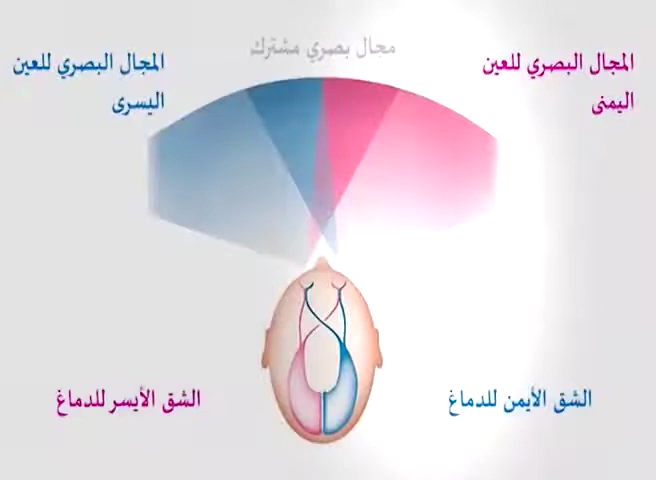 مجال بصري مشترك
المجال البصري للعين
اليمنى
المجال البصري للعين
اليسرى
الشق الأيمن للدماغ
الشق الأيسر للدماغ